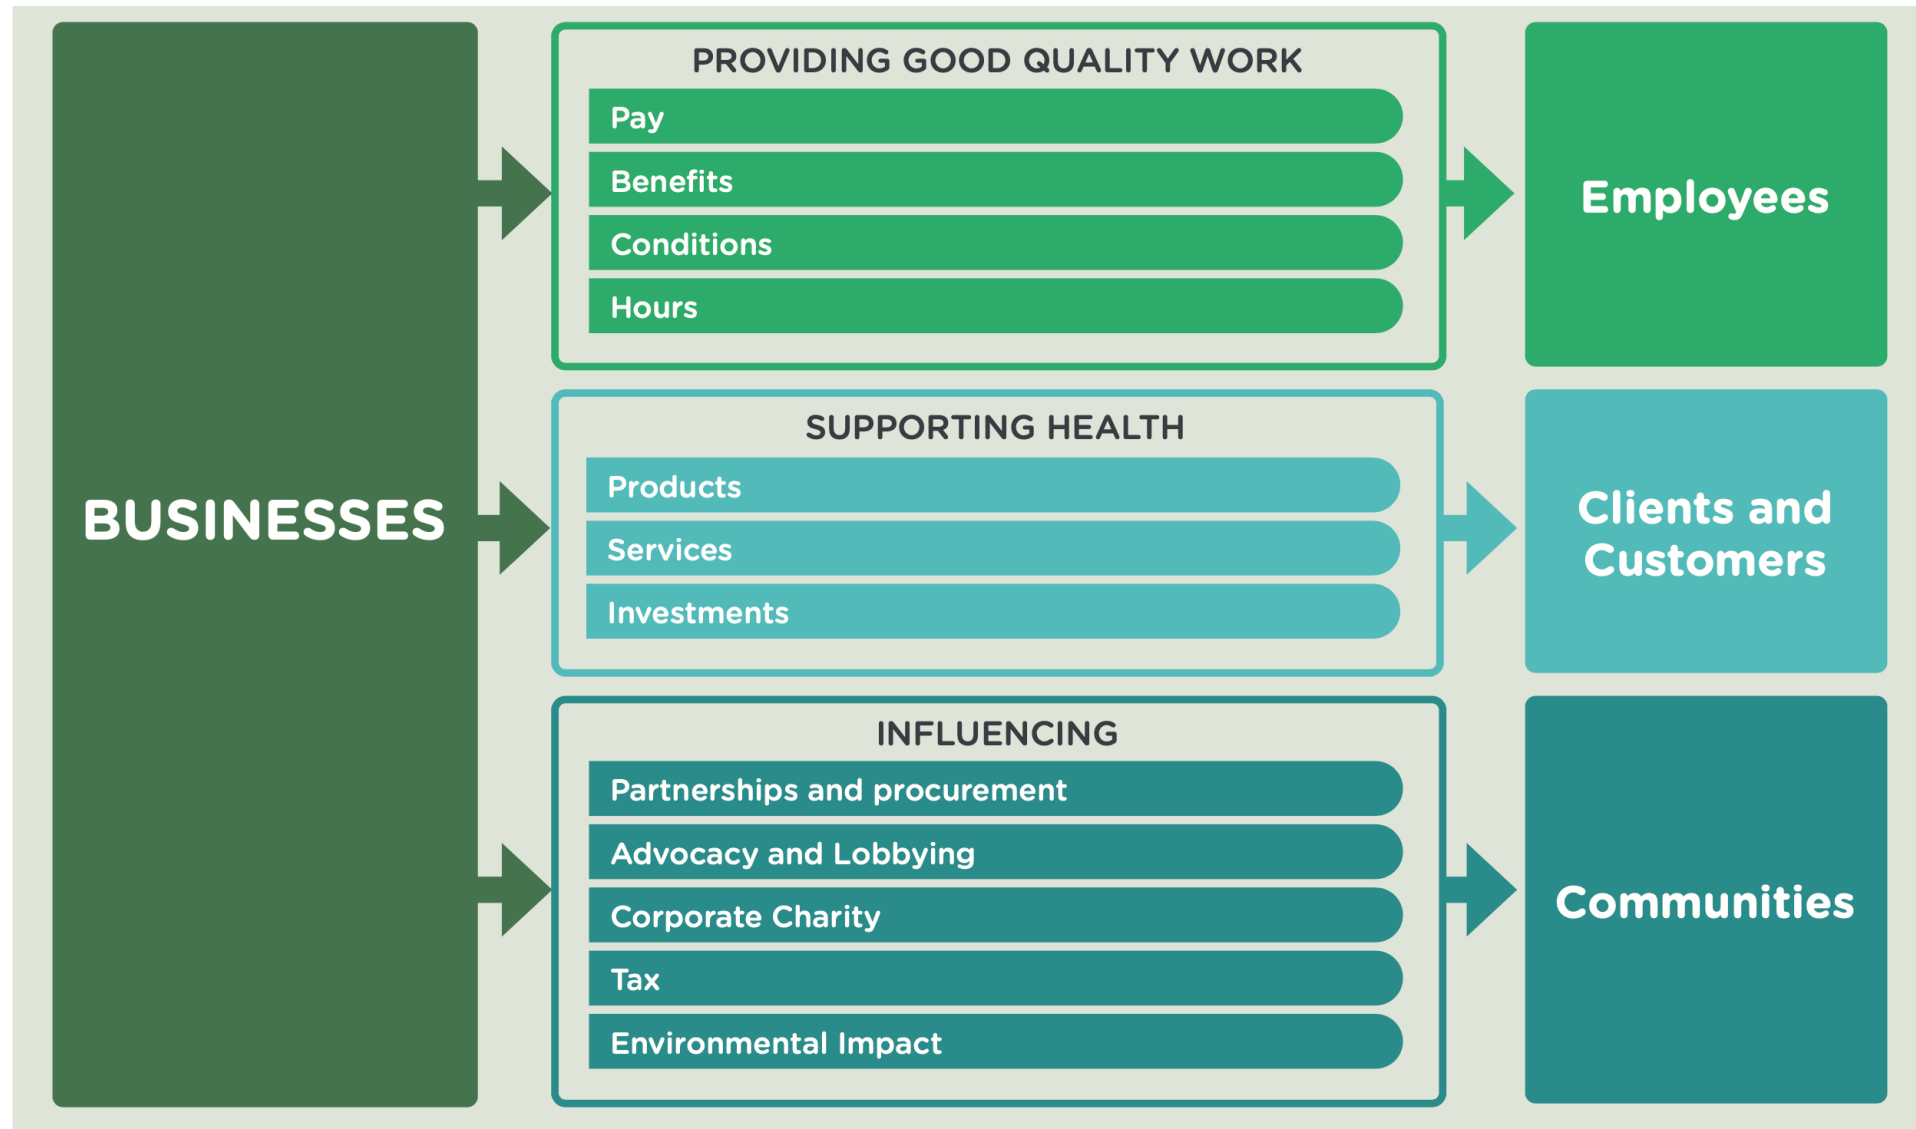 BUSINESSES
PROVIDING GOOD QUALITY WORK
Pay
Benefits
Conditions
Hours
Employees
SUPPORTING HEALTH
Products
Services
Investments
Clients and
Customers
INFLUENCING
Partnerships and procurement
Advocacy and Lobbying
Corporate Charity
Tax
Environmental Impact
Communities